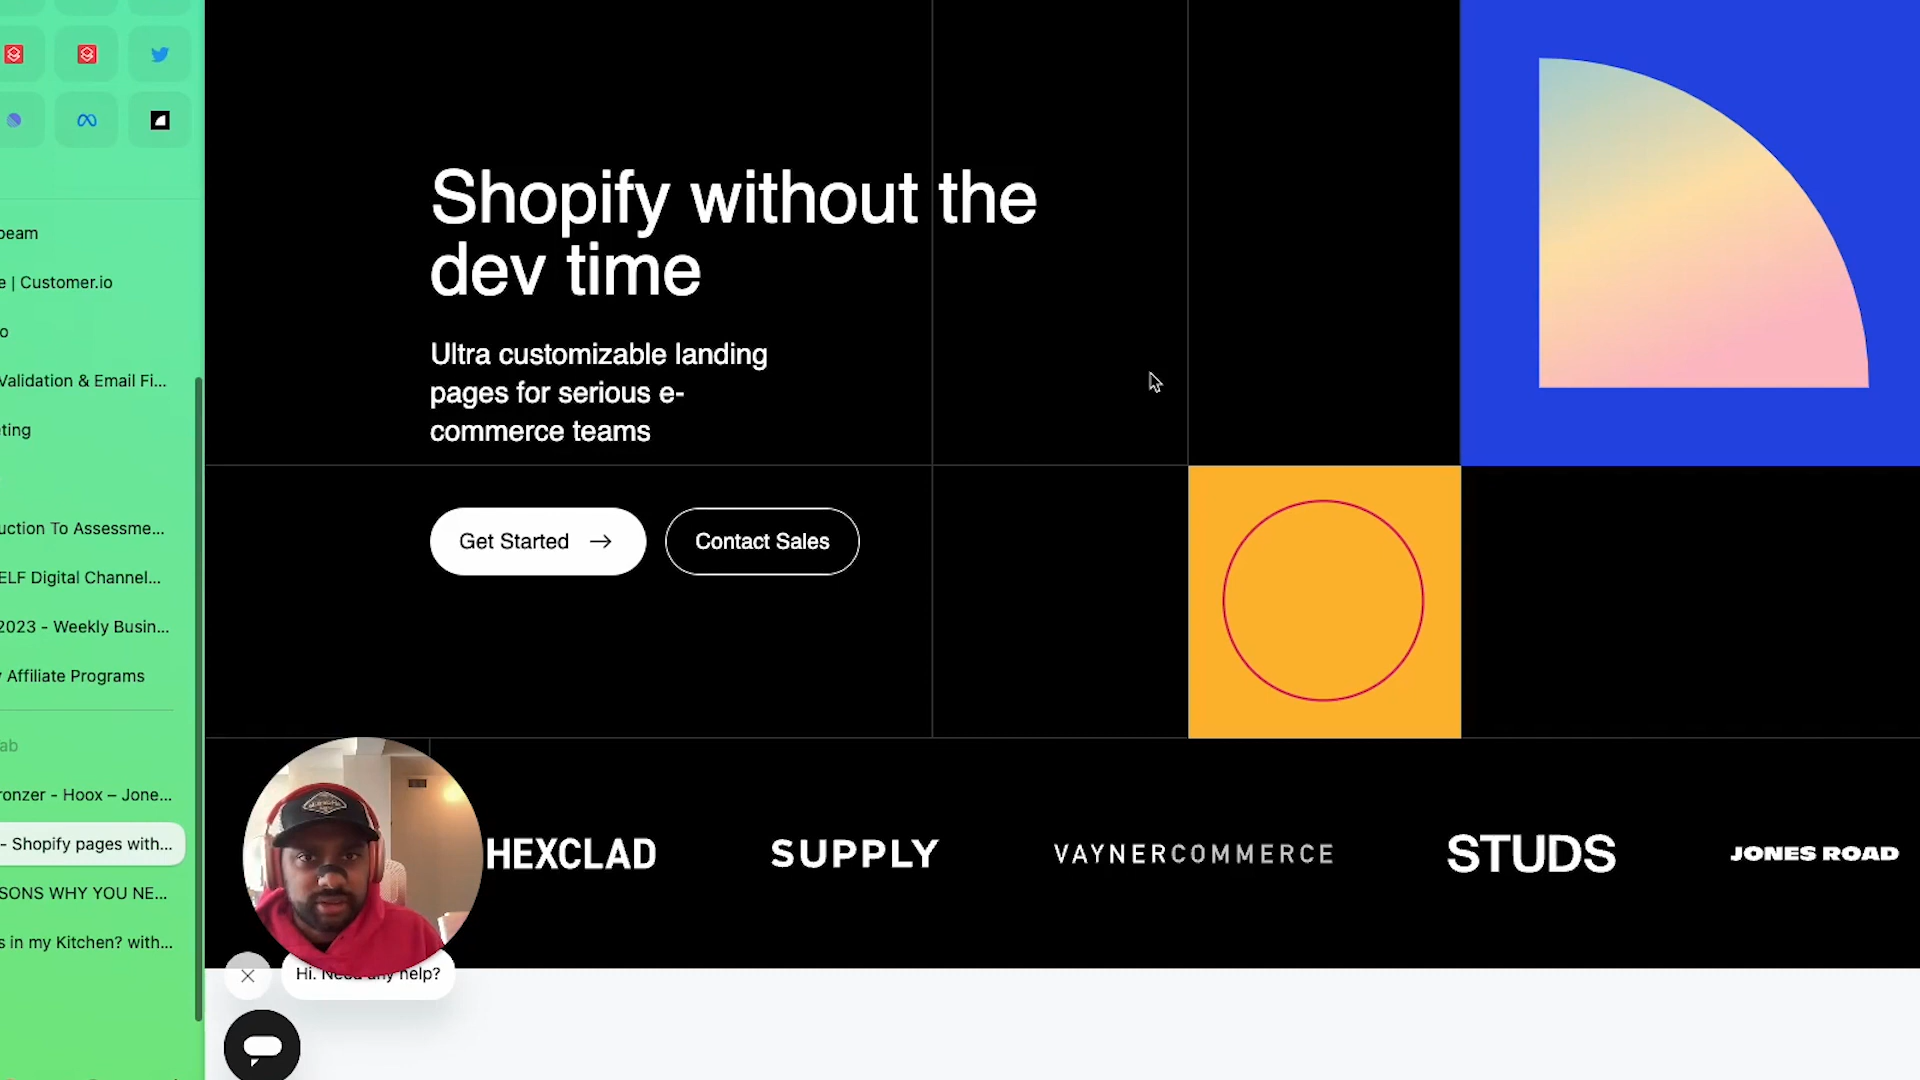 beam
e | Customer.io
o
Validation & Email Fi...
ting
uction To Assessme...
ELF Digital Channel...
2023 - Weekly Busin...
Affiliate Programs
ab
ronzer - Hoox – Jone...
- Shopify pages with...
SONS WHY YOU NE...
s in my Kitchen? with...
Shopify without the
dev time
Ultra customizable landing
pages for serious e-
commerce teams
Get Started →
Contact Sales
HEXCLAD
SUPPLY
VAYNERCOMMERCE
STUDS
JONES ROAD
Hi. Need any help?